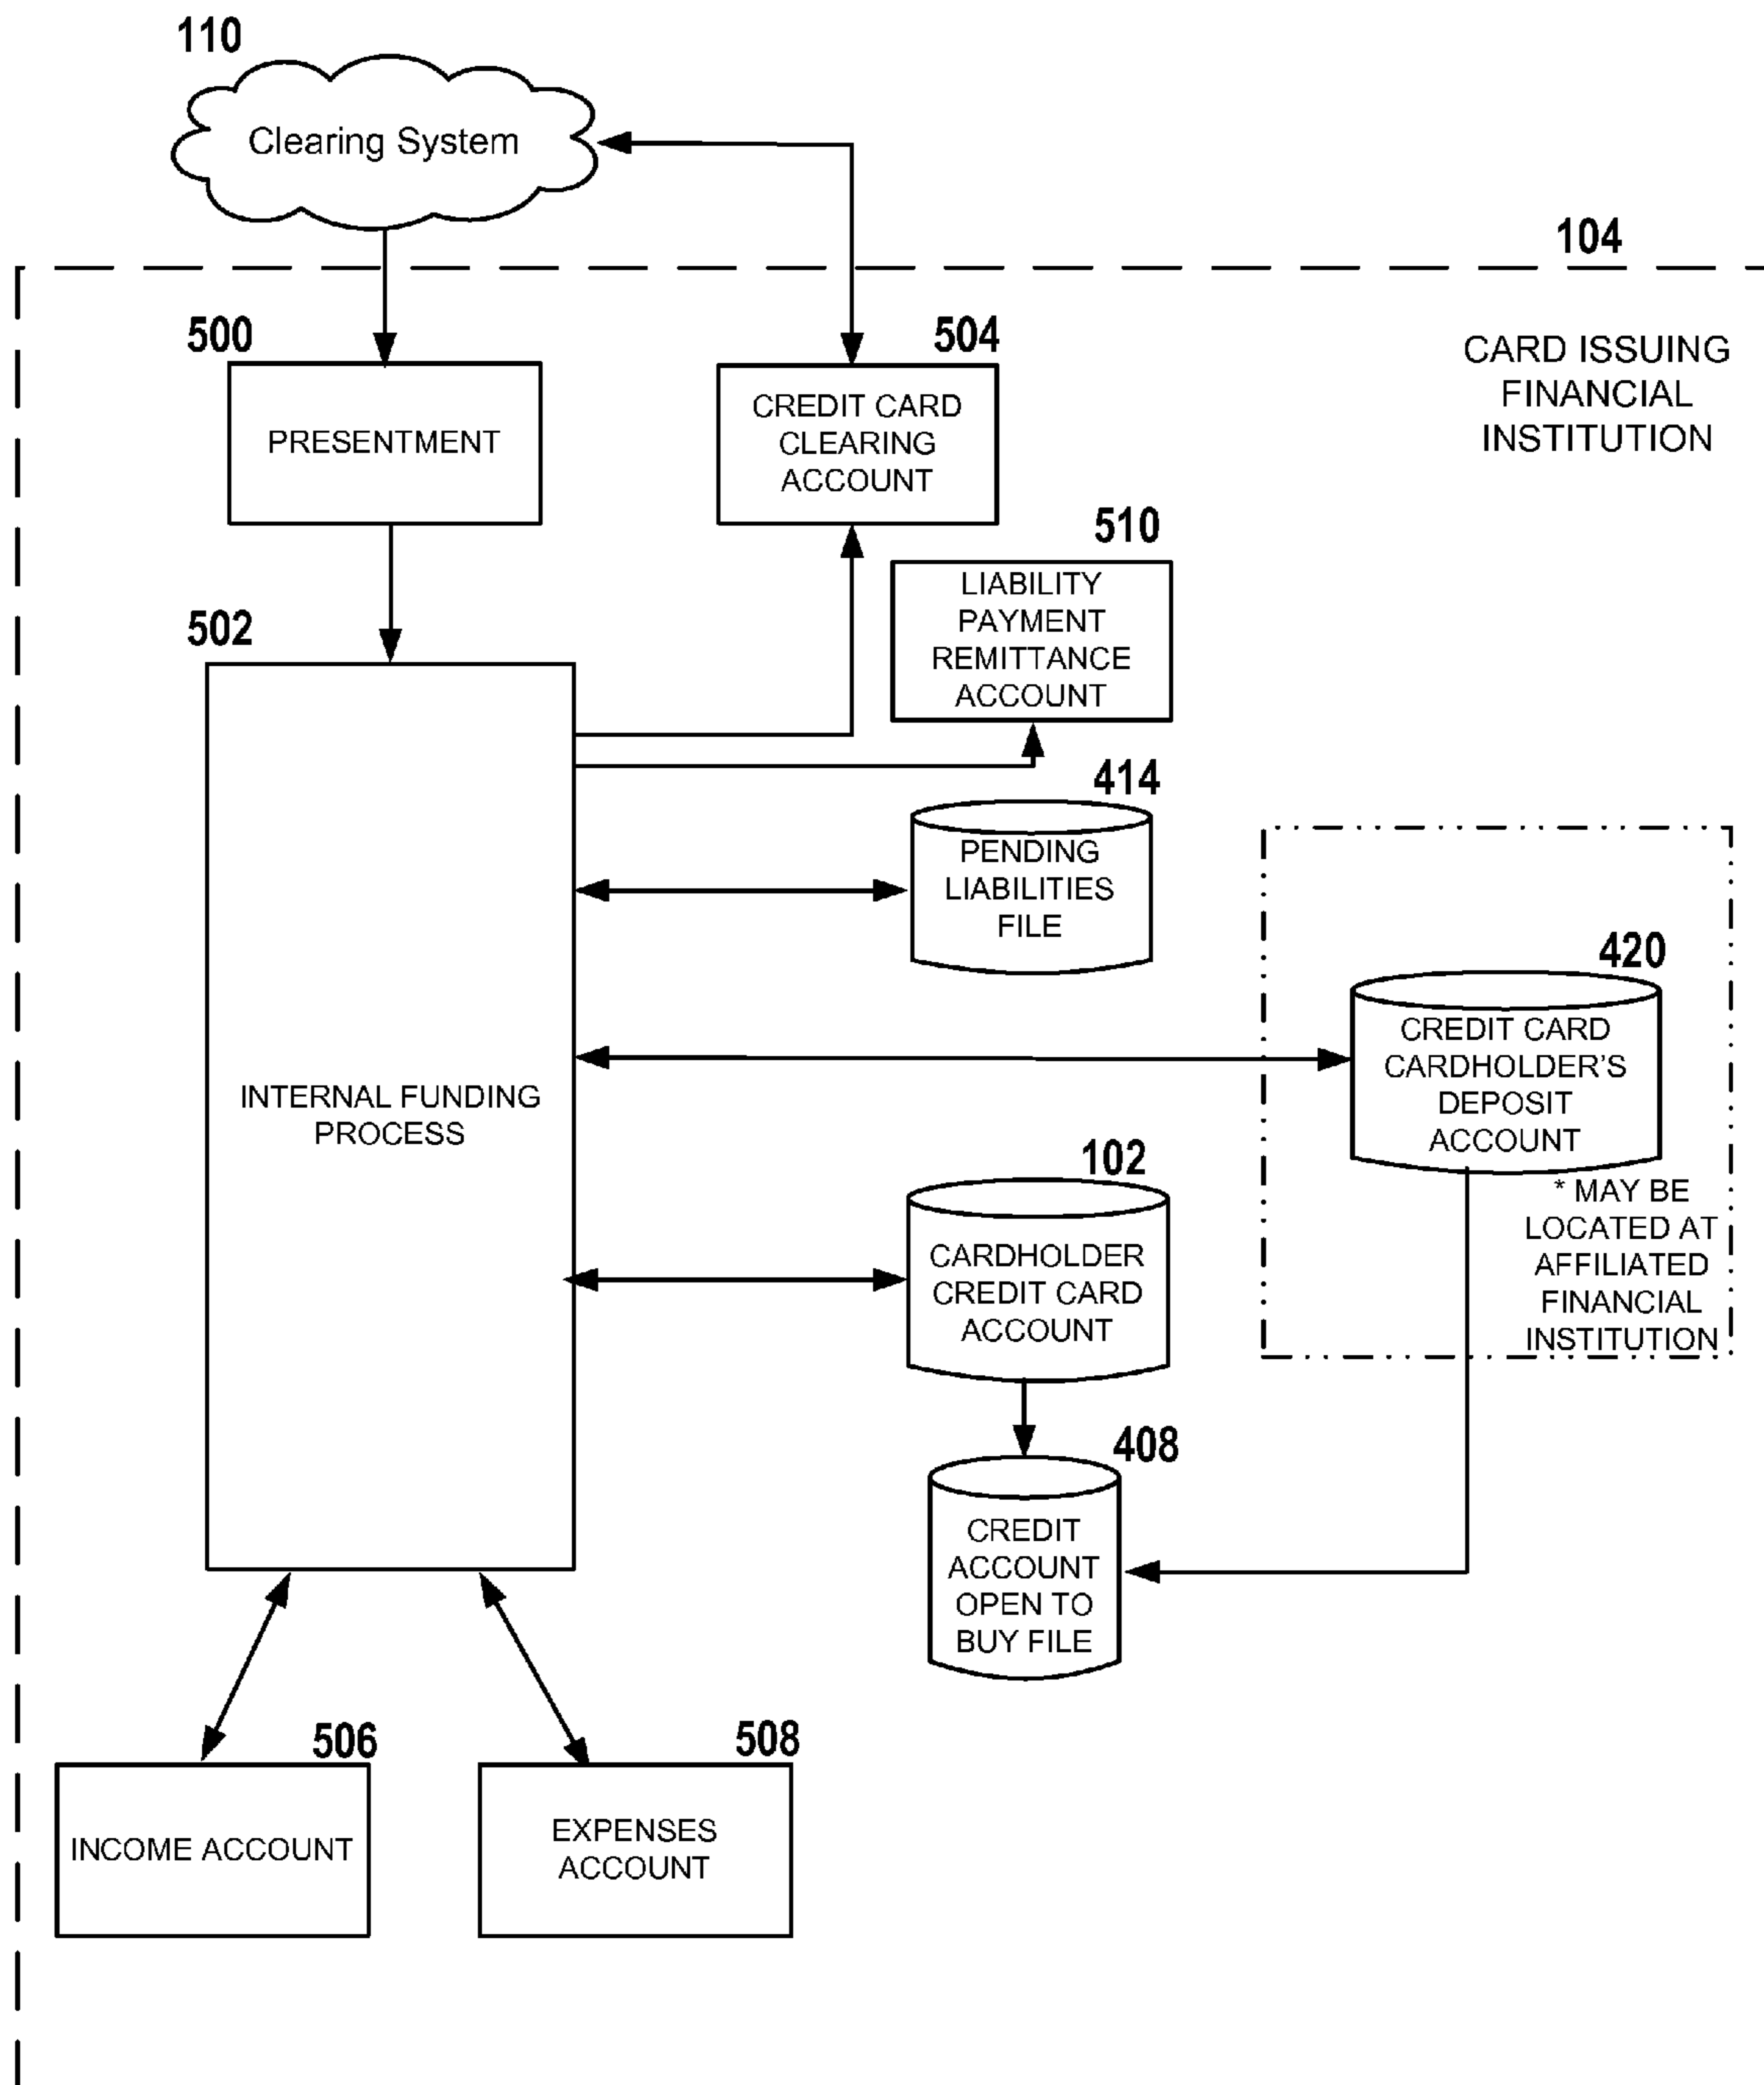 110
Clearing System
104
CARD ISSUING
FINANCIAL
INSTITUTION
500
PRESENTMENT
504
CREDIT CARD
CLEARING
ACCOUNT
510
LIABILITY
PAYMENT
REMITTANCE
ACCOUNT
502
INTERNAL FUNDING
PROCESS
414
PENDING
LIABILITIES
FILE
420
CREDIT CARD
CARDHOLDER'S
DEPOSIT
ACCOUNT
* MAY BE
LOCATED AT
AFFILIATED
FINANCIAL
INSTITUTION
102
CARDHOLDER
CREDIT CARD
ACCOUNT
408
CREDIT
ACCOUNT
OPEN TO
BUY FILE
506
INCOME ACCOUNT
508
EXPENSES
ACCOUNT